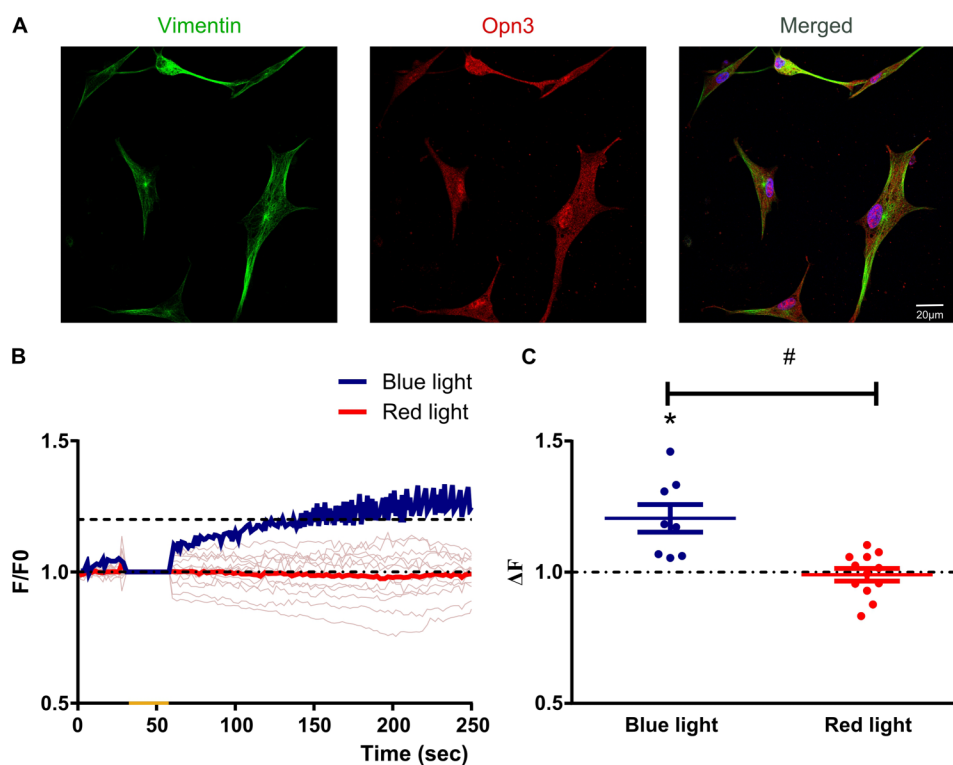 A
Vimentin
Opn3
Merged
20µm
B
Blue light
Red light
1.5
1.0
0.5
F/F0
0
50
100
150
200
250
Time (sec)
C
#
*
1.5
1.0
0.5
ΔF
Blue light
Red light